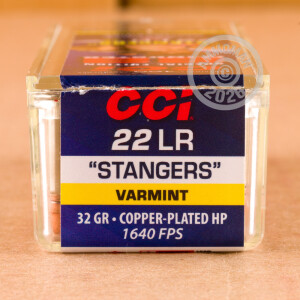 CCI
22 LR
"STANGERS"
VARMINT
32 GR • COPPER-PLATED HP
1640 FPS